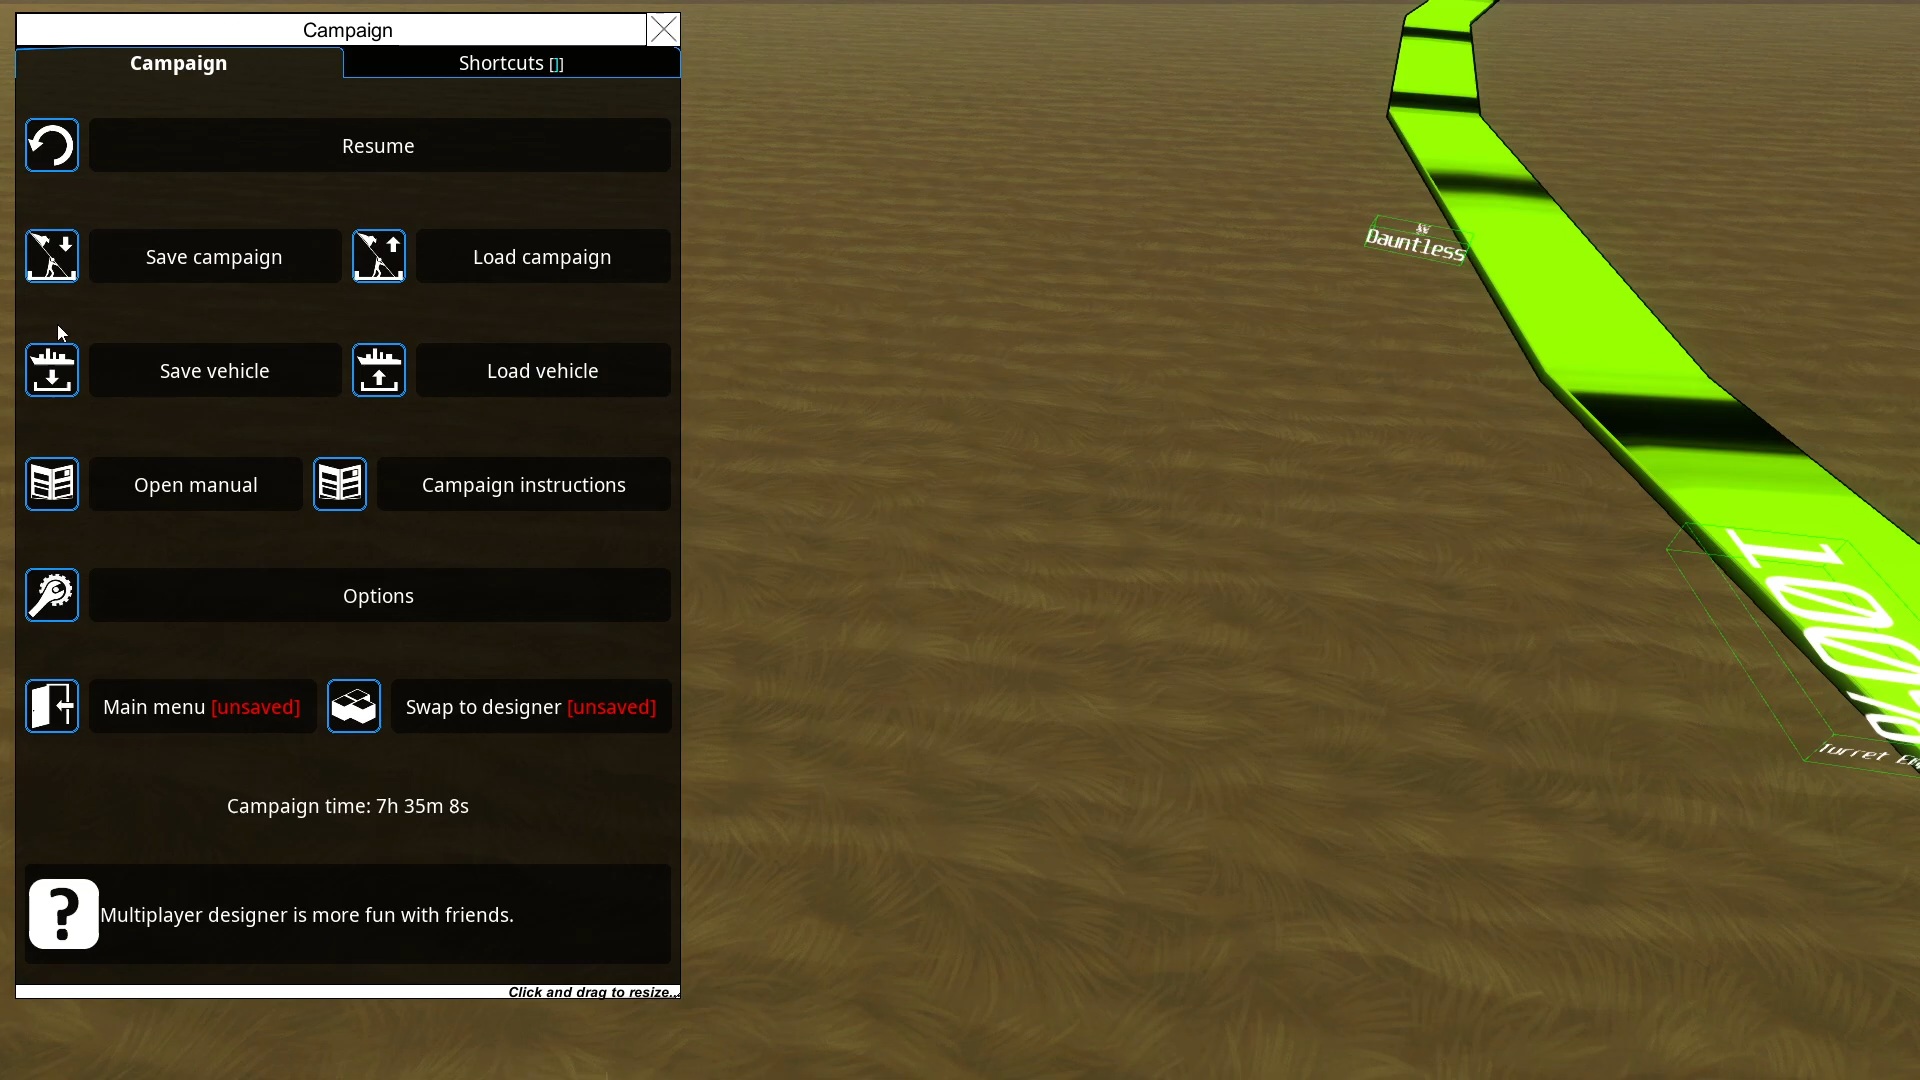 Campaign
Campaign
Shortcuts []
Resume
Save campaign
Load campaign
Save vehicle
Load vehicle
Open manual
Campaign instructions
Options
Main menu [unsaved]
Swap to designer [unsaved]
Campaign time: 7h 35m 8s
? Multiplayer designer is more fun with friends.
Click and drag to resize...
Dauntless
100%
Turret